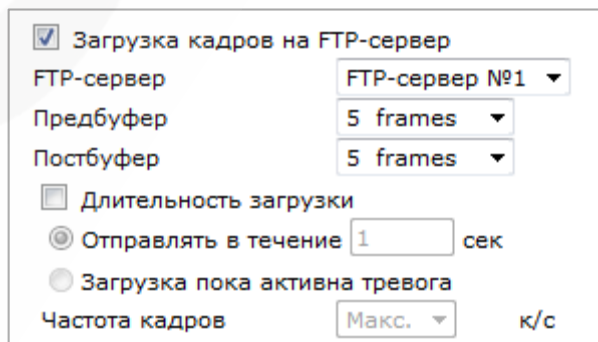 Загрузка кадров на FTP-сервер
FTP-сервер FTP-сервер №1
Предбуфер 5 frames
Постбуфер 5 frames
Длительность загрузки
Отправлять в течение 1 сек
Загрузка пока активна тревога
Частота кадров Макс. к/с